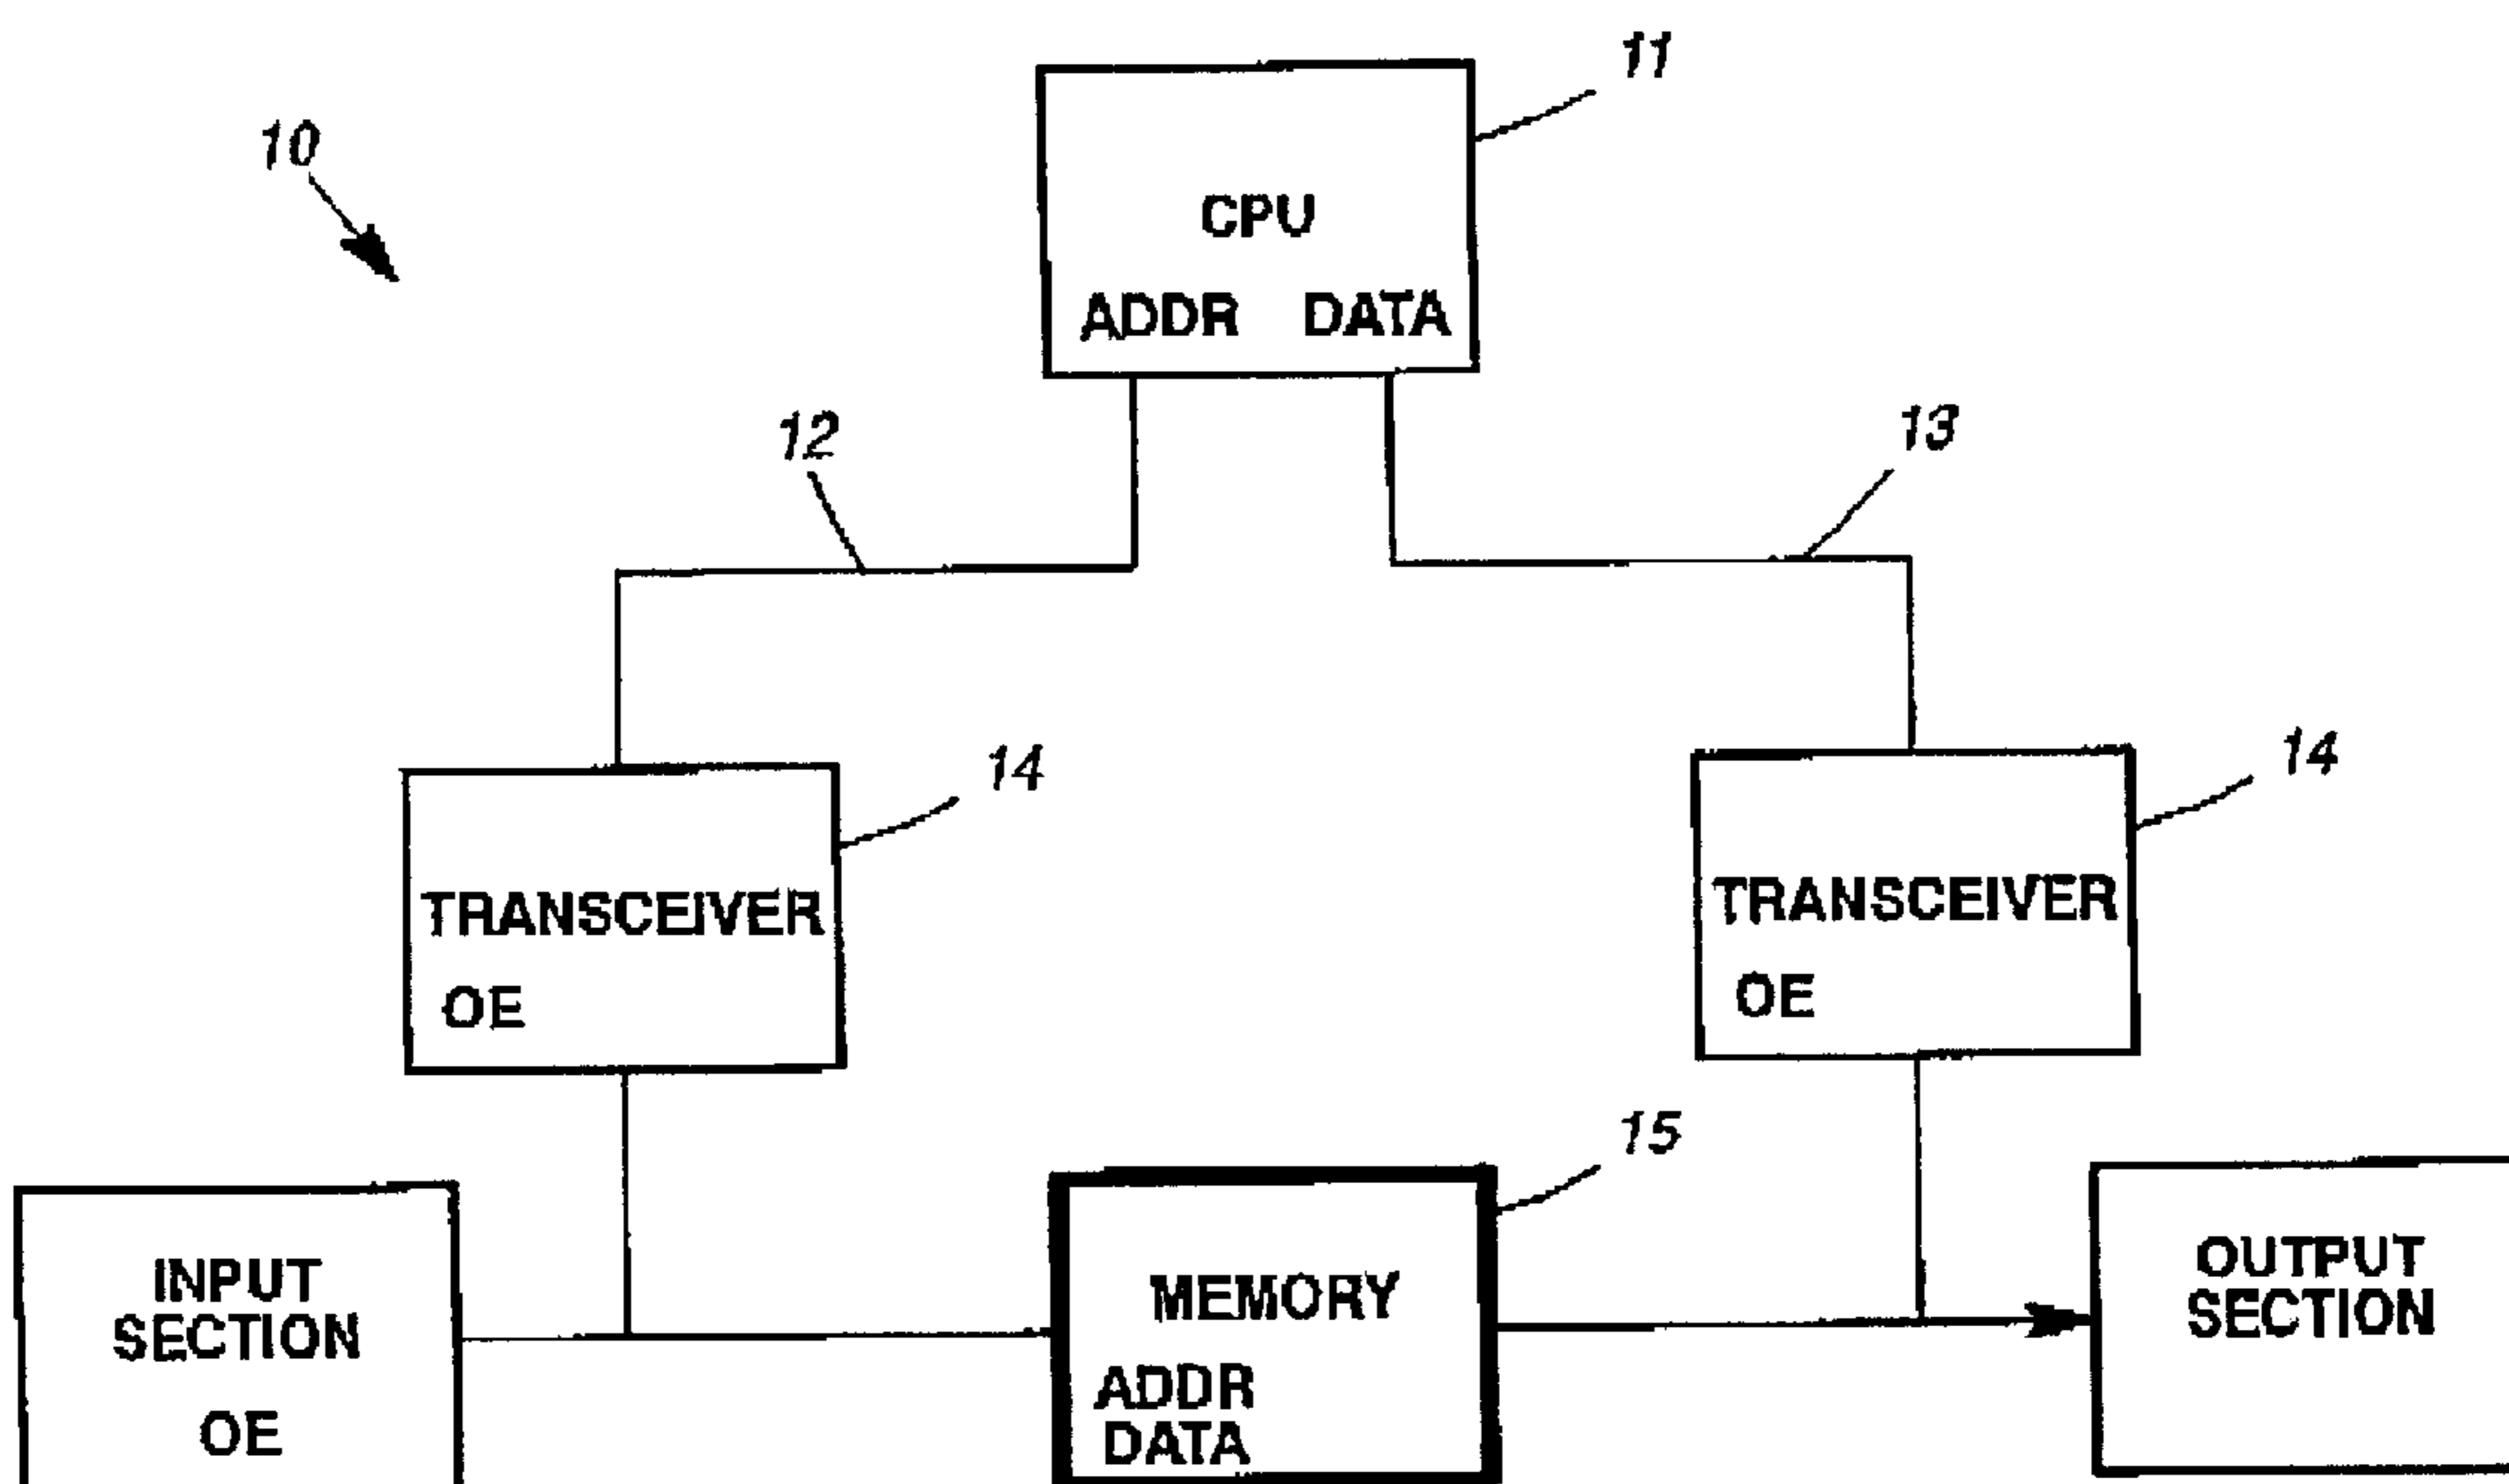 11
10
CPU
ADDR DATA
12
13
14
14
TRANSCEIVER
OE
TRANSCEIVER
OE
15
INPUT
SECTION
OE
MEMORY
ADDR
DATA
OUTPUT
SECTION